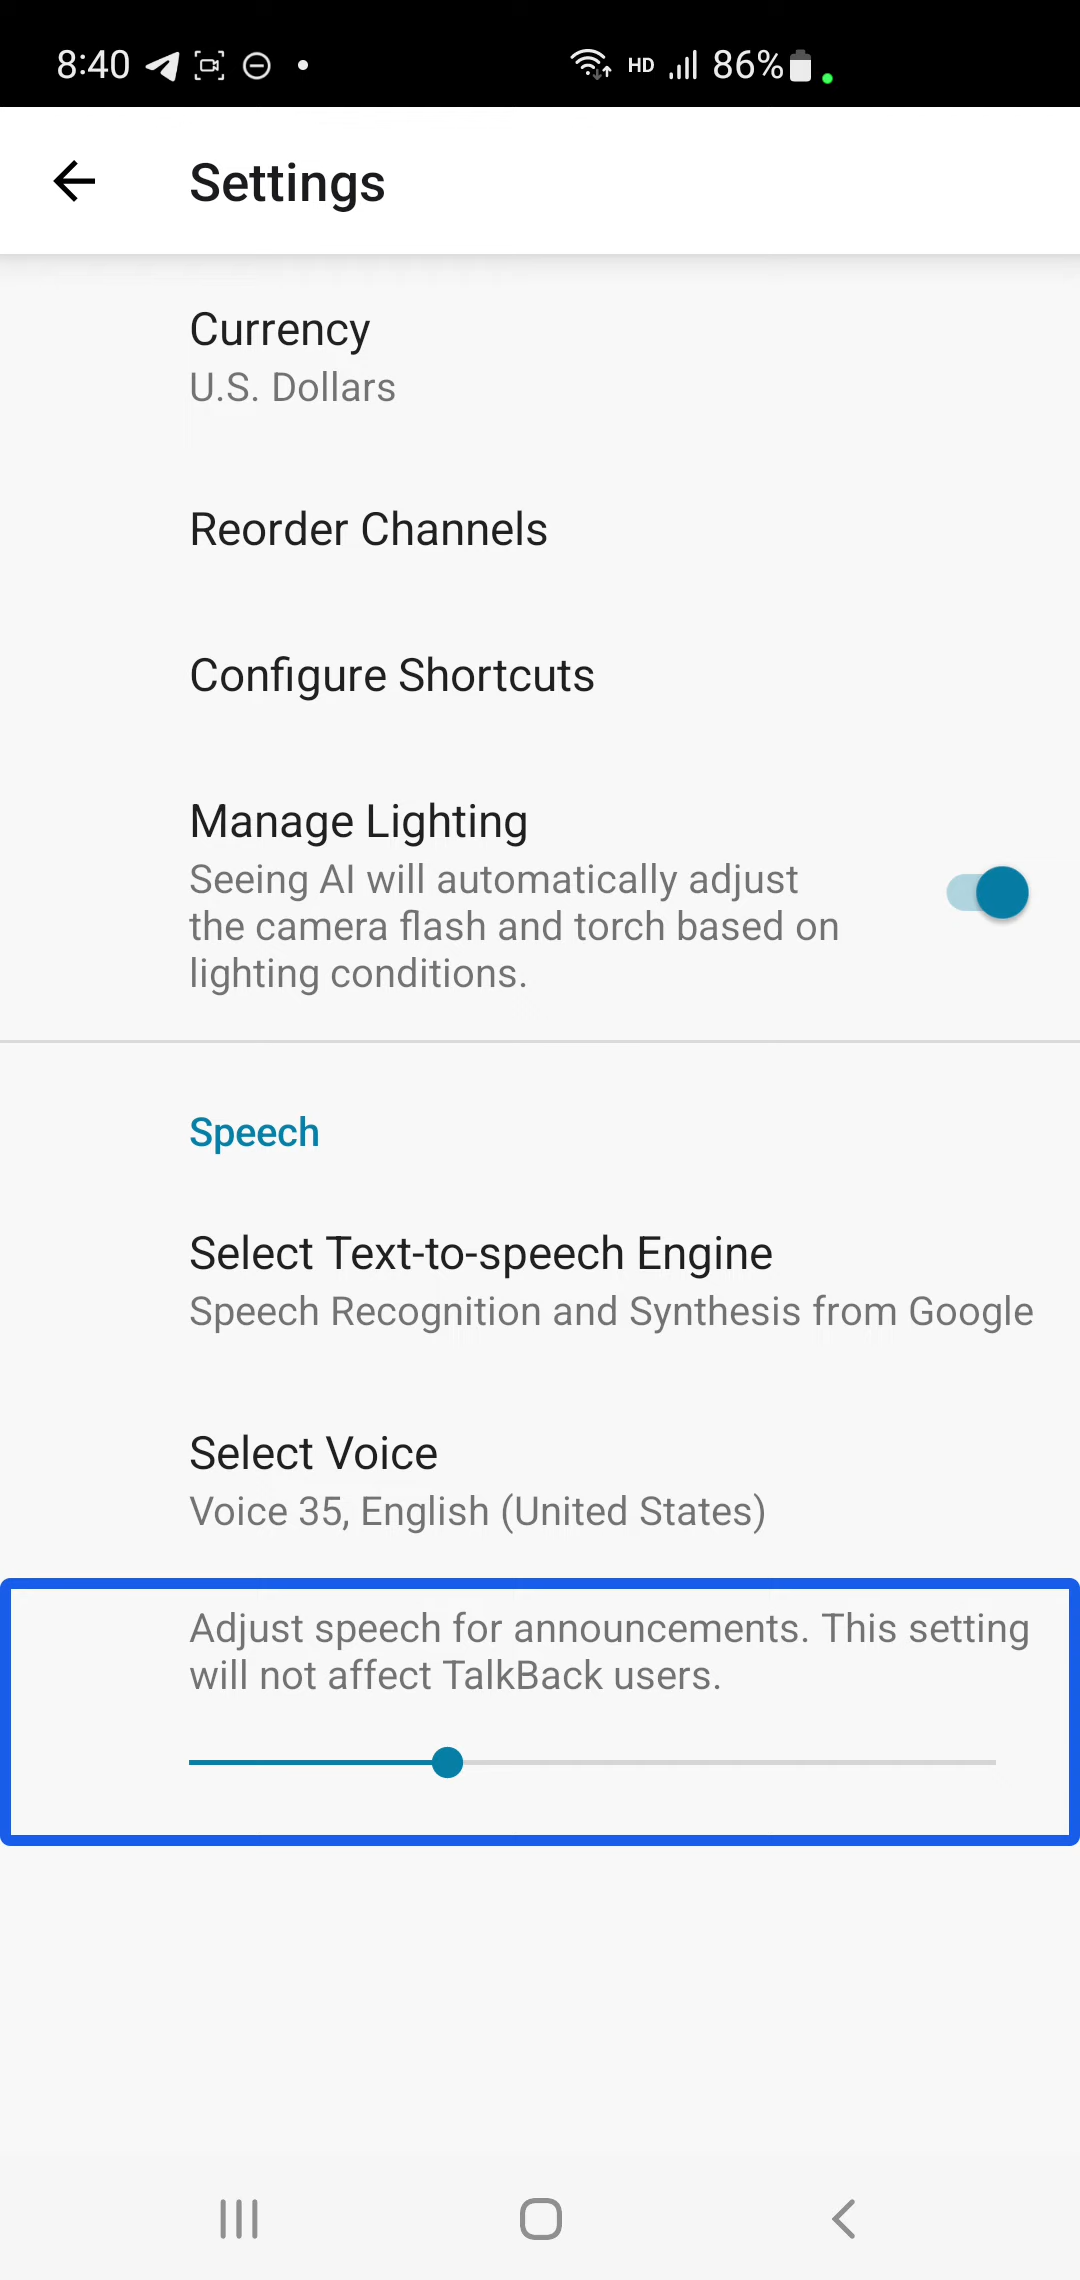 8:40 HD 86%
Settings
Currency
U.S. Dollars
Reorder Channels
Configure Shortcuts
Manage Lighting
Seeing AI will automatically adjust
the camera flash and torch based on
lighting conditions.
Speech
Select Text-to-speech Engine
Speech Recognition and Synthesis from Google
Select Voice
Voice 35, English (United States)
Adjust speech for announcements. This setting
will not affect TalkBack users.